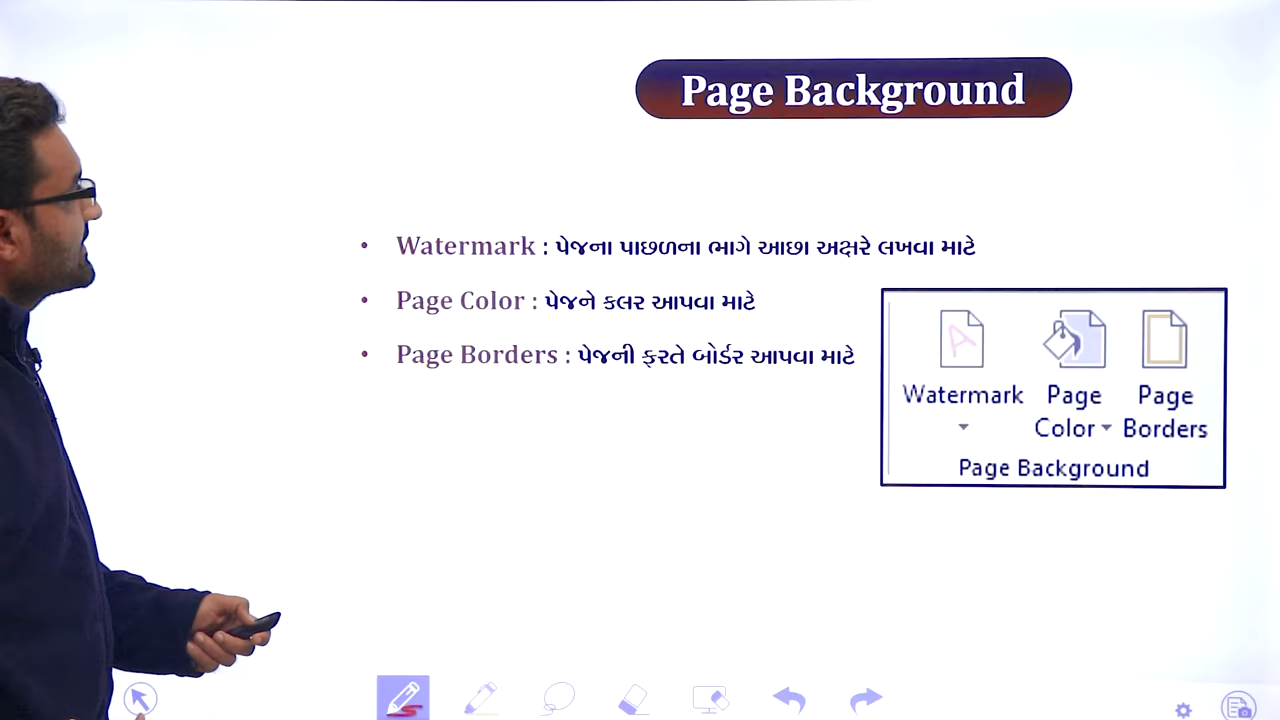 Page Background
• Watermark : પેજના પાછળના ભાગે આછા અક્ષરે લખવા માટે
• Page Color : પેજને કલર આપવા માટે
• Page Borders : પેજની ફરતે બોર્ડર આપવા માટે
Watermark
Page
Color
Page
Borders
Page Background